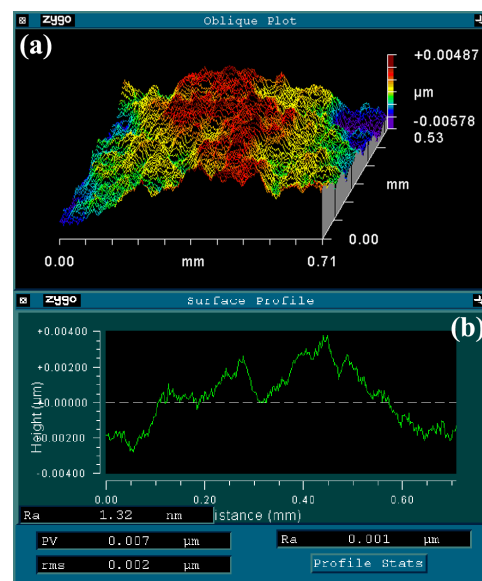 zygo Oblique Plot
(a)
+0.00487
µm
-0.00578
0.53
mm
0.00
0.00 mm 0.71
zygo Surface Profile
(b)
+0.00400
+0.00200
+0.00000
-0.00200
-0.00400
Height (µm)
0.00 0.20 0.40 0.60
istance (mm)
Ra 1.32 nm
PV 0.007 µm
Ra 0.001 µm
rms 0.002 µm
Profile Stats